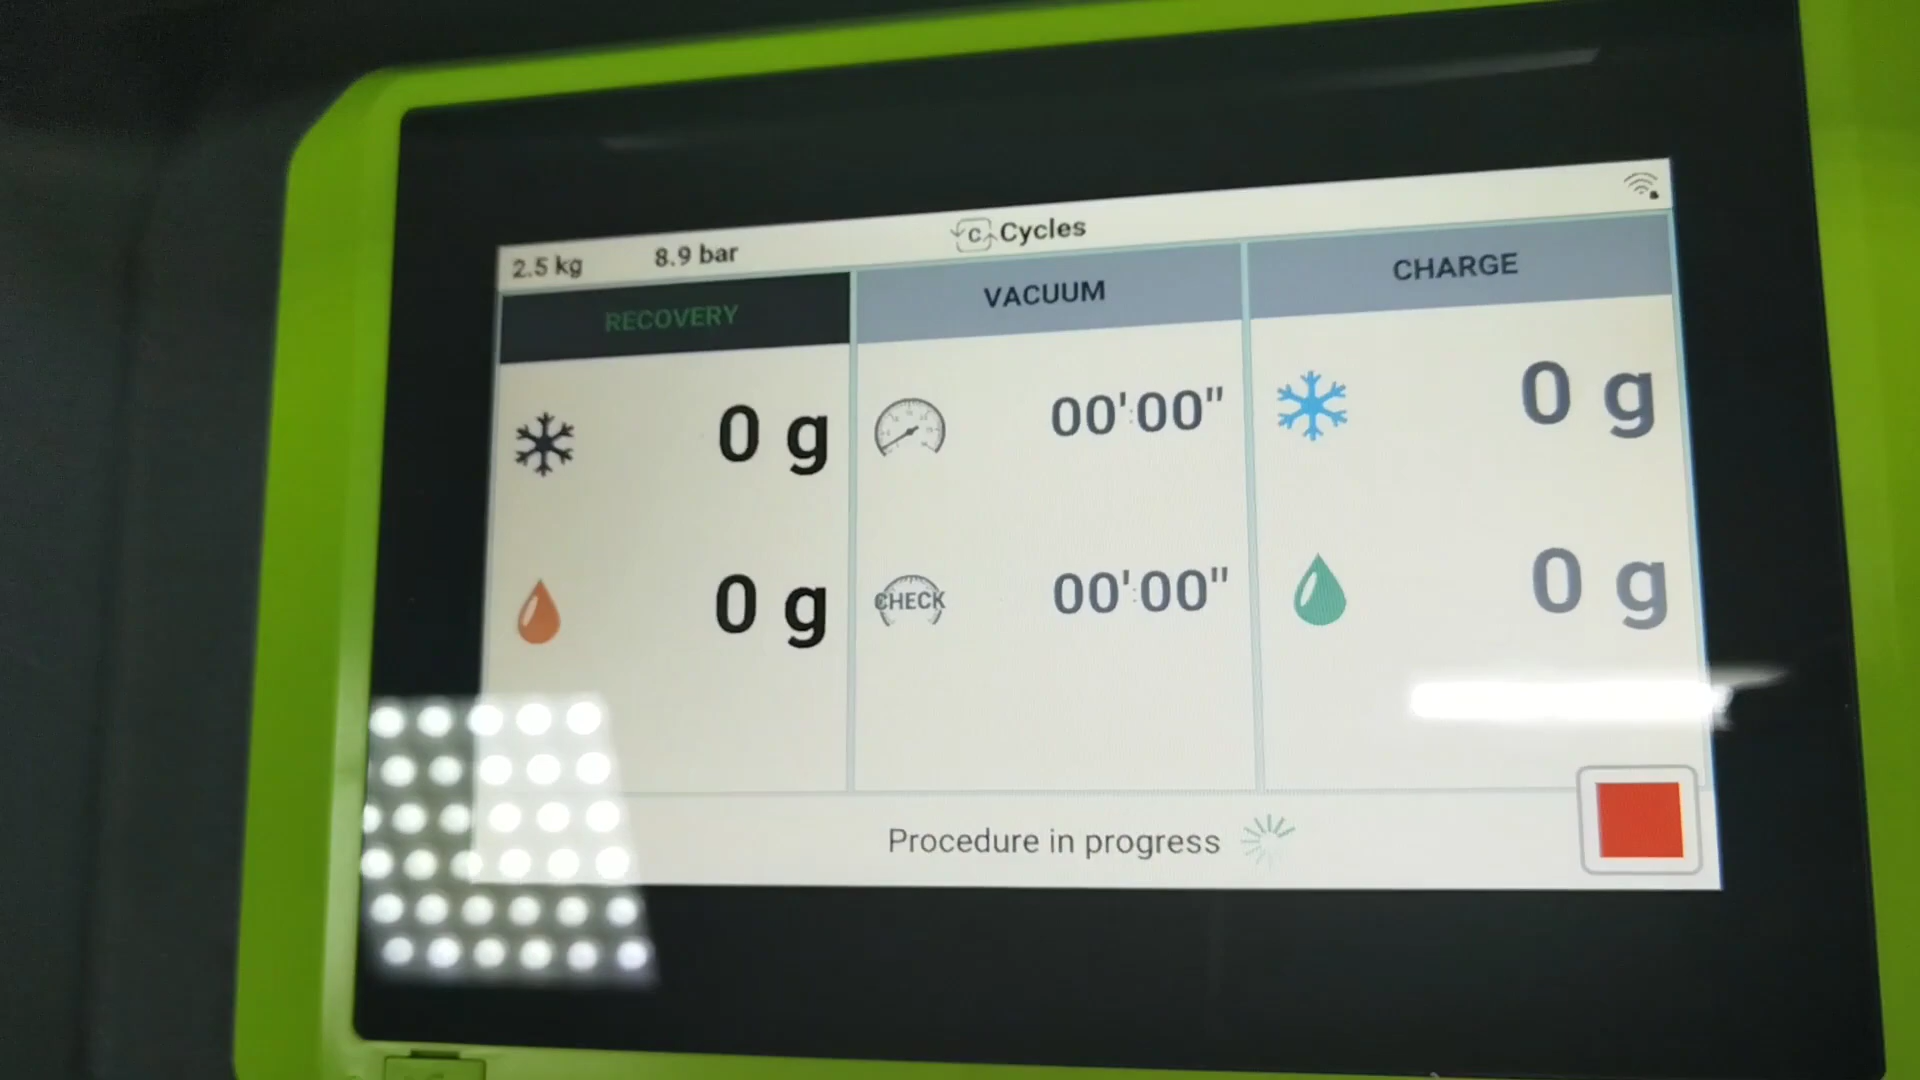 2.5 kg 8.9 bar C Cycles
RECOVERY VACUUM CHARGE
0 g 00':00" 0 g
0 g CHECK 00':00" 0 g
Procedure in progress